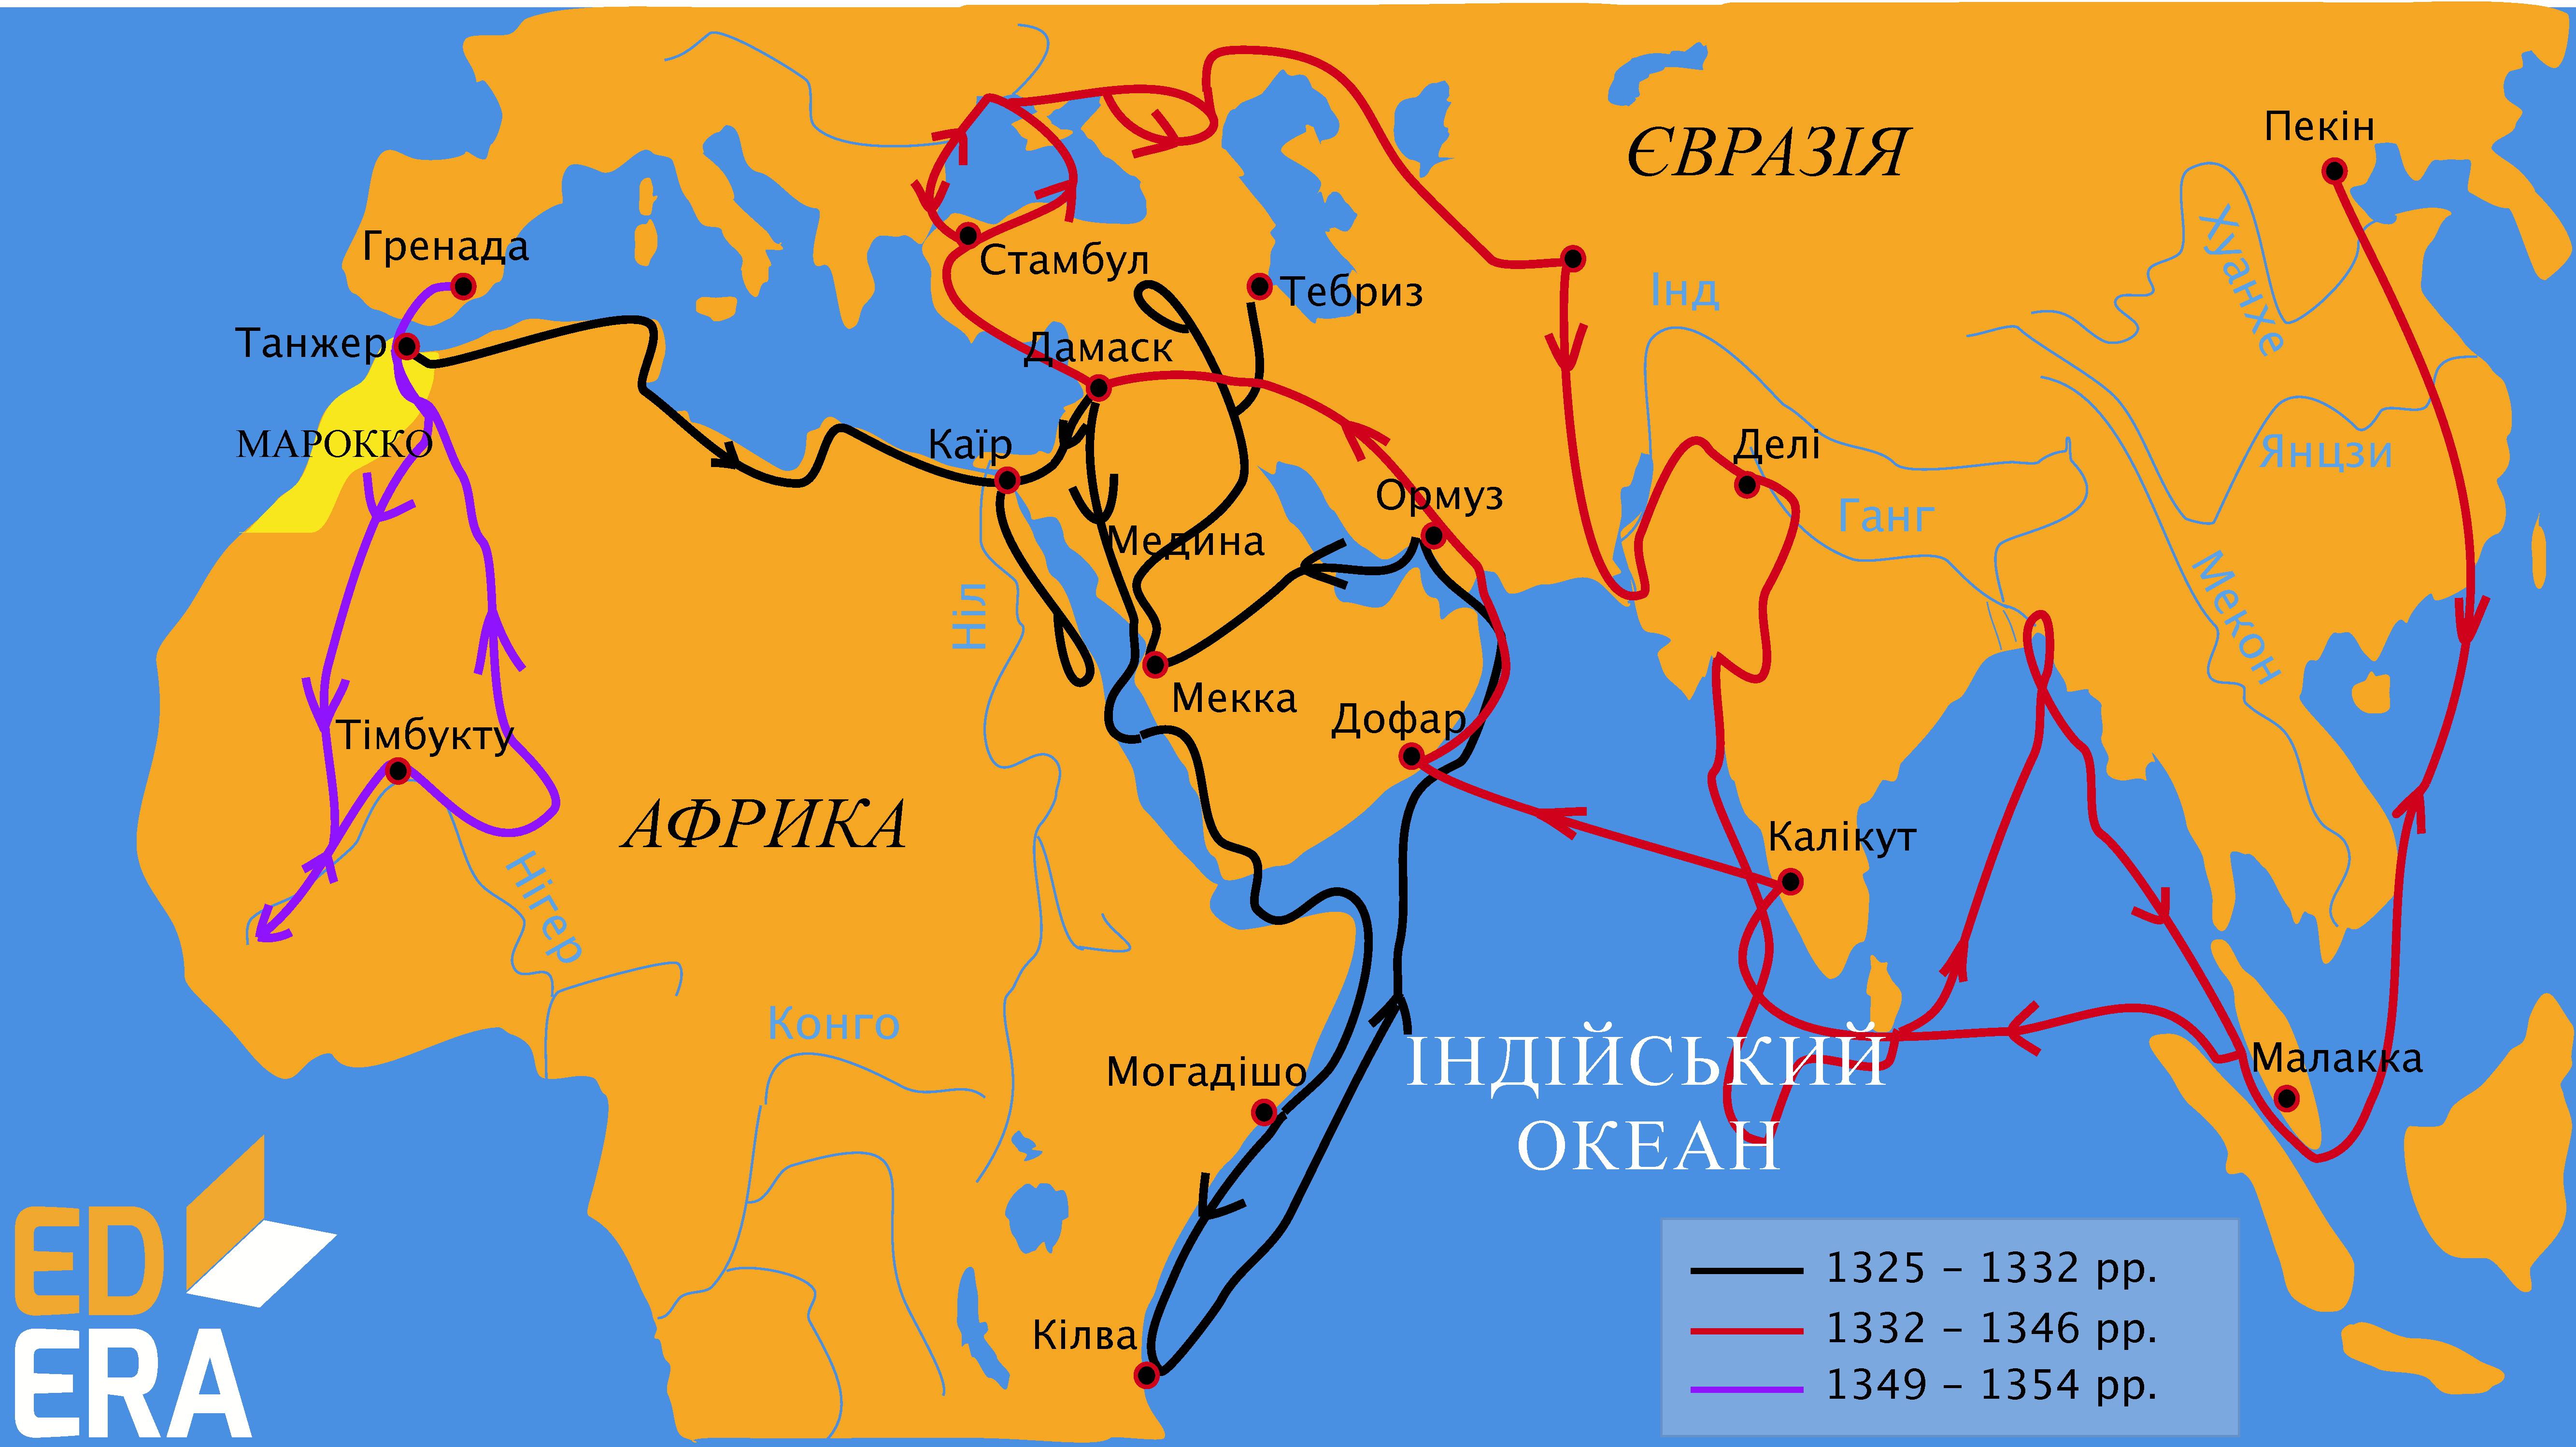 Пекін
ЄВРАЗІЯ
Хуанхе
Гренада
Стамбул
Тебриз
Інд
Танжер
Дамаск
МАРОККО
Каїр
Делі
Янцзи
Ормуз
Ганг
Медина
Ніл
Мекон
Мекка
Дофар
Тімбукту
АФРИКА
Калікут
Нігер
Конго
ІНДІЙСЬКИЙ
ОКЕАН
Могадішо
Малакка
Кілва
1325 – 1332 рр.
1332 – 1346 рр.
1349 – 1354 рр.
ED
ERA